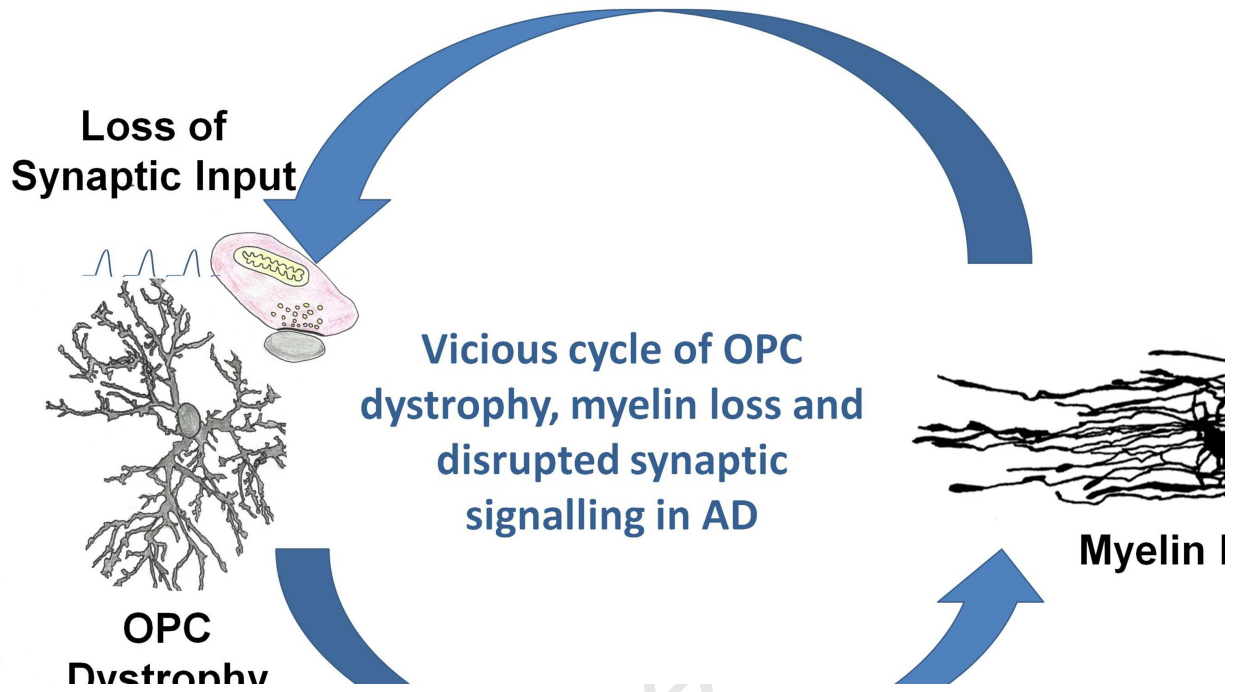 Loss of
Synaptic Input
Vicious cycle of OPC
dystrophy, myelin loss and
disrupted synaptic
signalling in AD
Myelin
OPC
Dystrophy